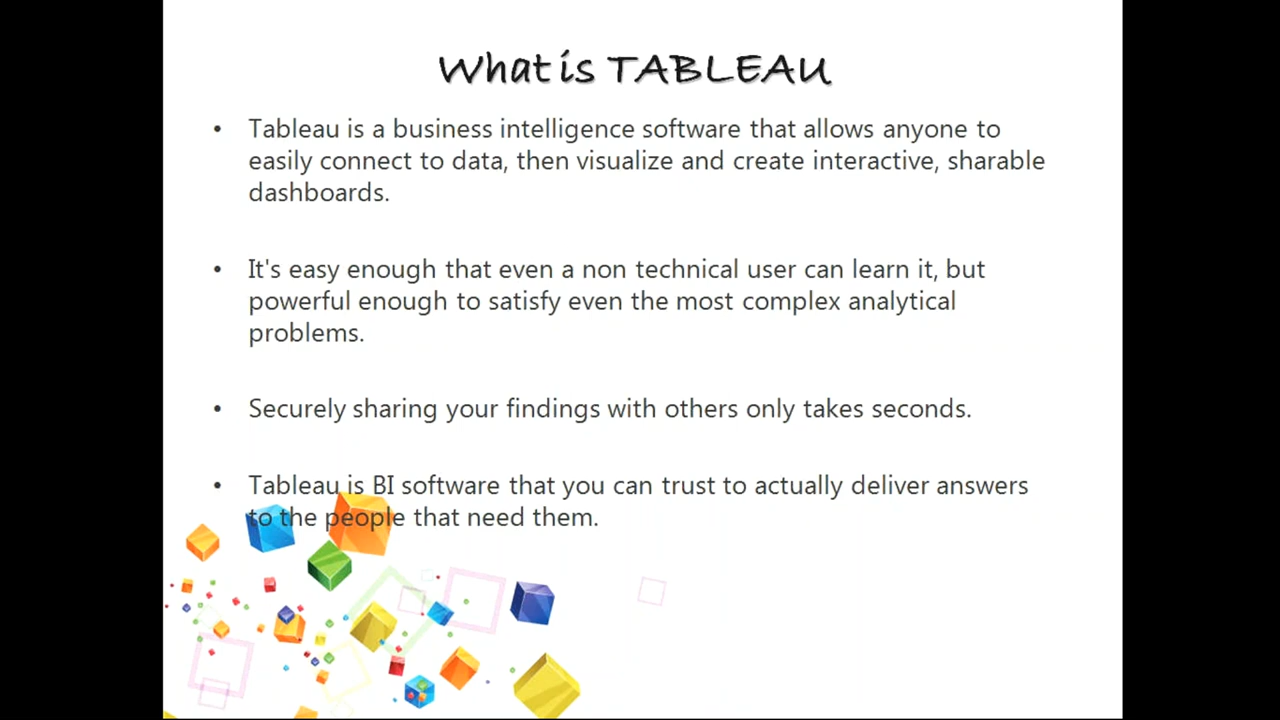 What is TABLEAU
• Tableau is a business intelligence software that allows anyone to
easily connect to data, then visualize and create interactive, sharable
dashboards.
• It's easy enough that even a non technical user can learn it, but
powerful enough to satisfy even the most complex analytical
problems.
• Securely sharing your findings with others only takes seconds.
• Tableau is BI software that you can trust to actually deliver answers
to the people that need them.